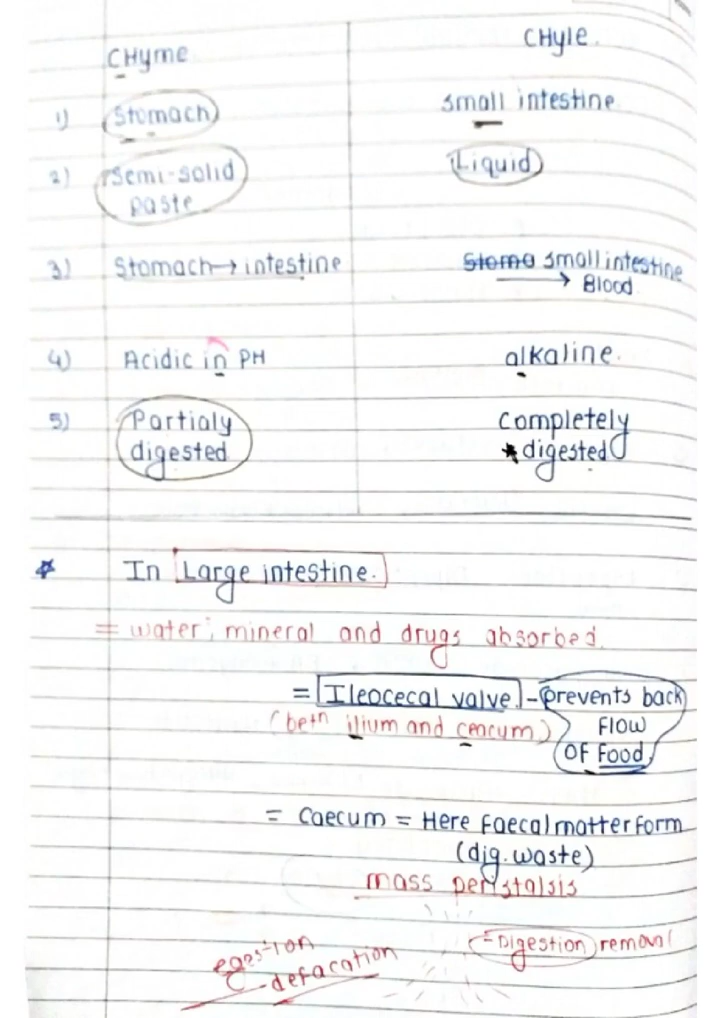 CHyme CHyle.
1) Stomach small intestine
2) Semi-solid Liquid
paste
3) Stomach → intestine Stoma small intestine
→ Blood
4) Acidic in PH alkaline.
5) Partialy completely
digested digested
In Large intestine.
= water; mineral and drugs absorbed.
= Ileocecal valve. - prevents back
(betn ilium and ceacum) Flow
OF Food
= Caecum = Here Faecal matter form
(dig. waste)
mass peristalsis
egestion = Digestion removal
- defacation